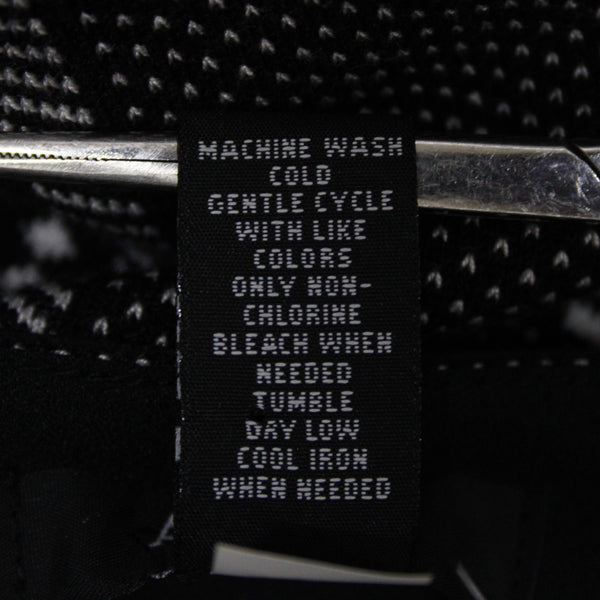 MACHINE WASH
COLD
GENTLE CYCLE
WITH LIKE
COLORS
ONLY NON-
CHLORINE
BLEACH WHEN
NEEDED
TUMBLE
DAY LOW
COOL IRON
WHEN NEEDED